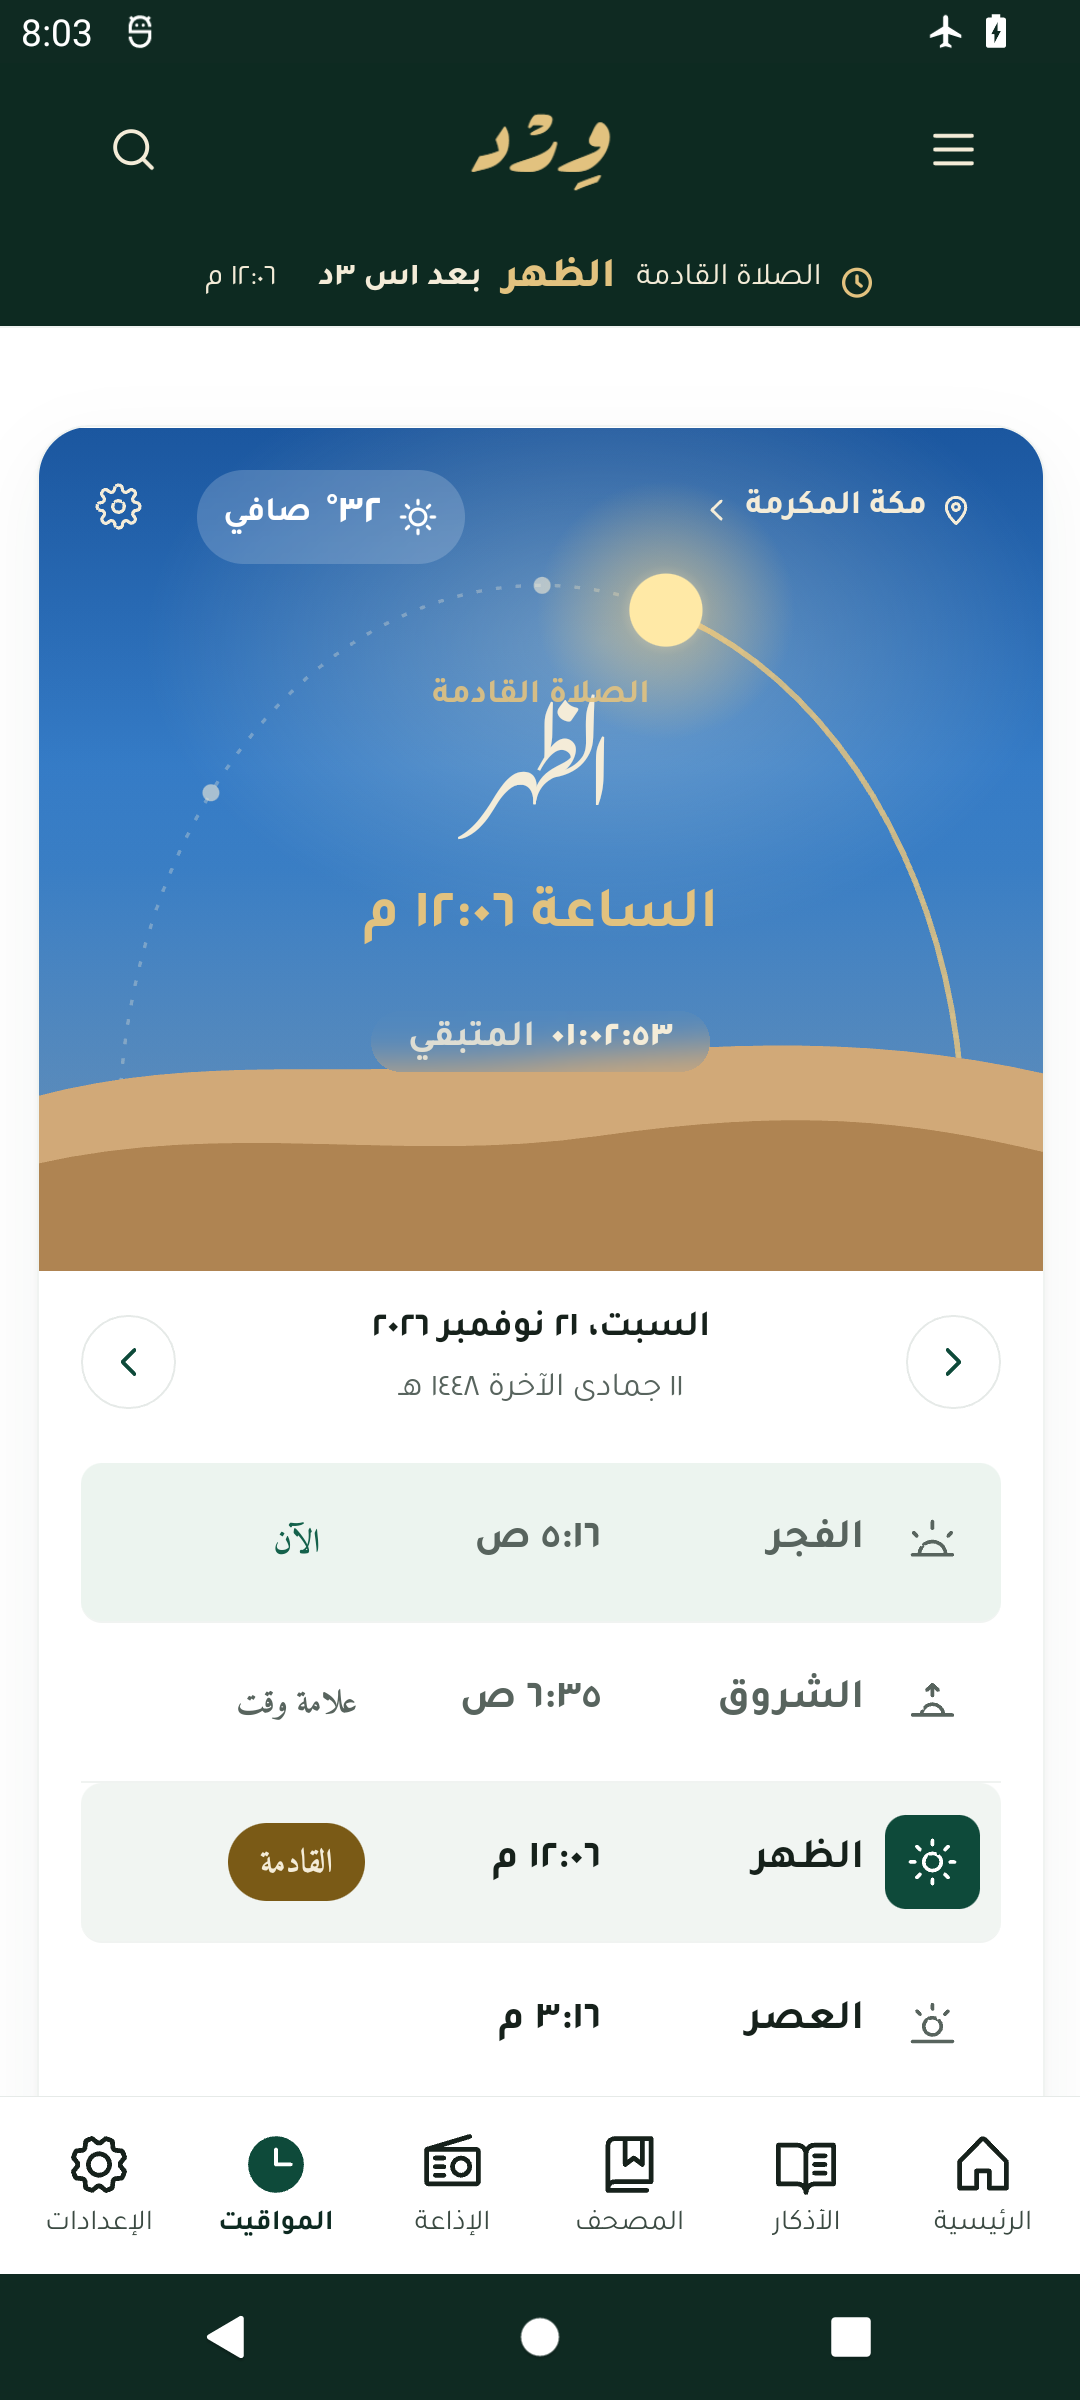 8:03
وِرْد
الصلاة القادمة الظهر بعد ١س ٣د ١٢:٠٦ م
مكة المكرمة ٣٢° صافي
الصلاة القادمة
الظهر
الساعة ١٢:٠٦ م
٠١:٠٢:٥٣ المتبقي
السبت، ٢١ نوفمبر ٢٠٢٦
١١ جمادى الآخرة ١٤٤٨ هـ
الفجر ٥:١٦ ص الآن
الشروق ٦:٣٥ ص علامة وقت
الظهر ١٢:٠٦ م القادمة
العصر ٣:١٦ م
الرئيسية الأذكار المصحف الإذاعة المواقيت الإعدادات